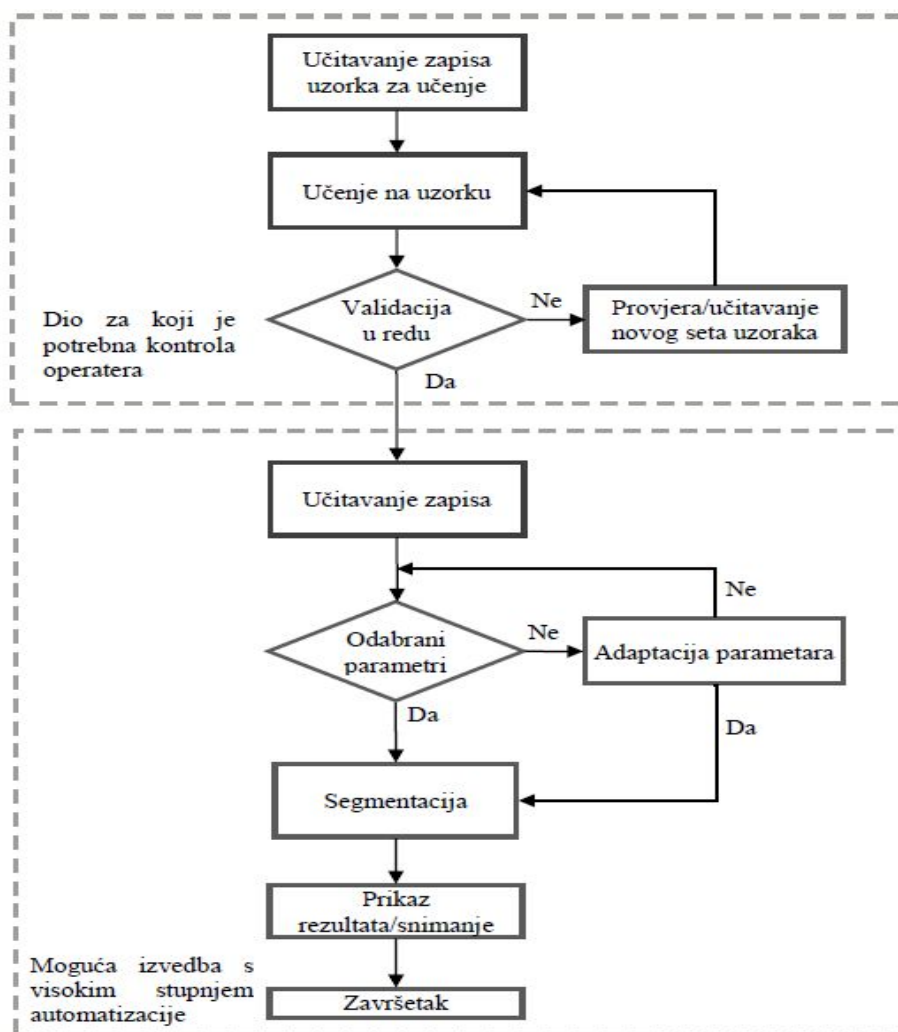 Učitavanje zapisa
uzorka za učenje
Učenje na uzorku
Validacija
u redu
Ne
Provjera/učitavanje
novog seta uzoraka
Dio za koji je
potrebna kontrola
operatera
Da
Učitavanje zapisa
Ne
Odabrani
parametri
Ne
Adaptacija parametara
Da
Da
Segmentacija
Prikaz
rezultata/snimanje
Moguća izvedba s
visokim stupnjem
automatizacije
Završetak